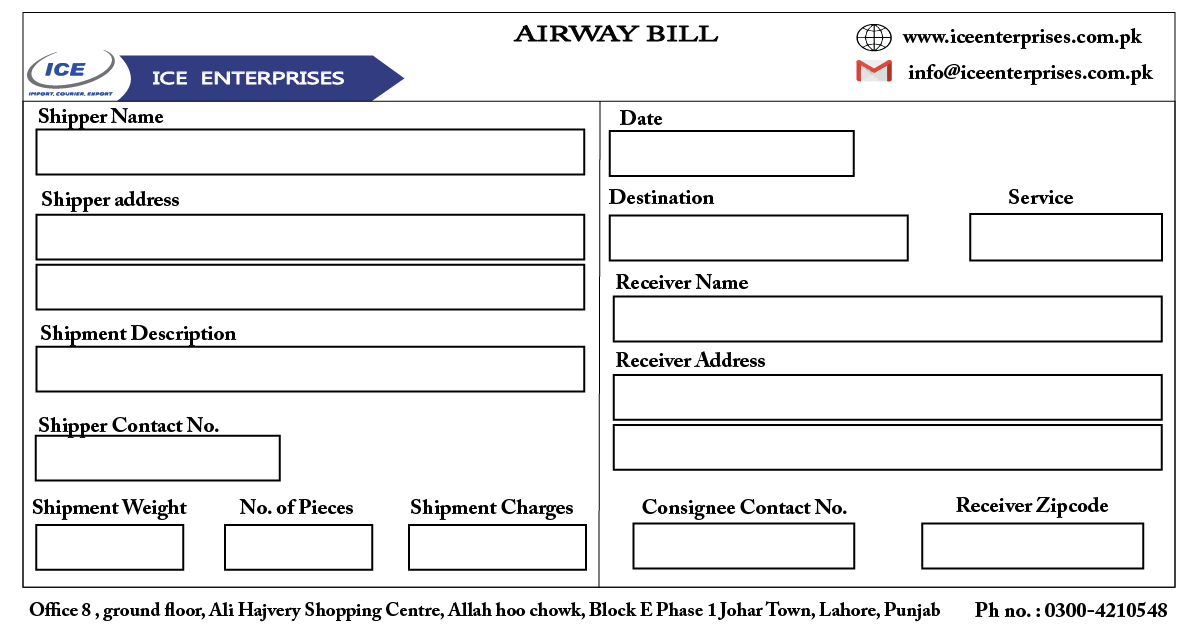 AIRWAY BILL
www.iceenterprises.com.pk
info@iceenterprises.com.pk
ICE
IMPORT, COURIER, EXPORT
ICE ENTERPRISES
Shipper Name
Shipper address
Shipment Description
Shipper Contact No.
Shipment Weight
No. of Pieces
Shipment Charges
Date
Destination
Service
Receiver Name
Receiver Address
Consignee Contact No.
Receiver Zipcode
Office 8 , ground floor, Ali Hajvery Shopping Centre, Allah hoo chowk, Block E Phase 1 Johar Town, Lahore, Punjab
Ph no. : 0300-4210548